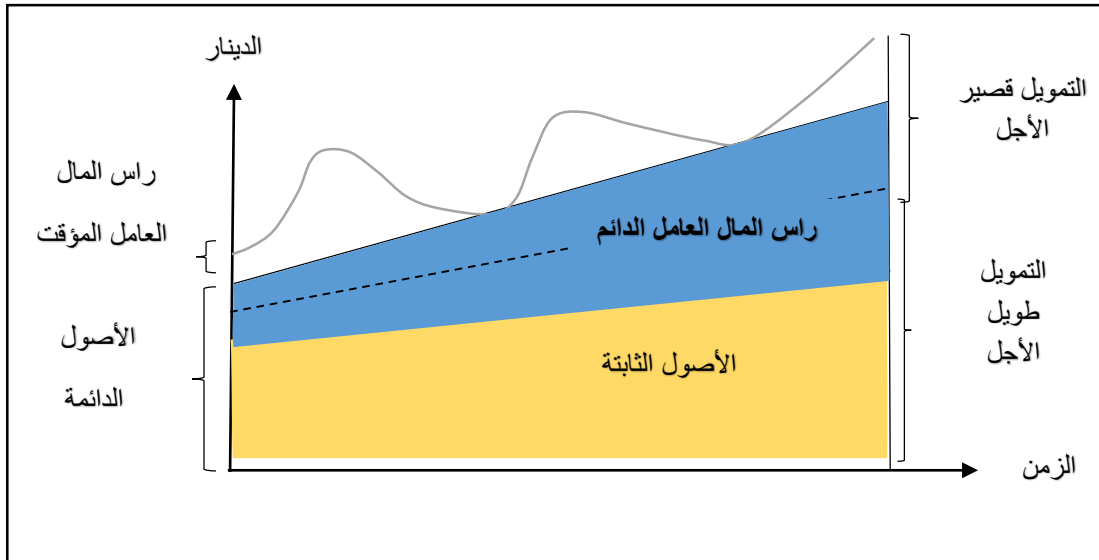 الدينار
التمويل قصير
الأجل
راس المال
العامل المؤقت
راس المال العامل الدائم
التمويل
طويل
الأجل
الأصول
الدائمة
الأصول الثابتة
الزمن